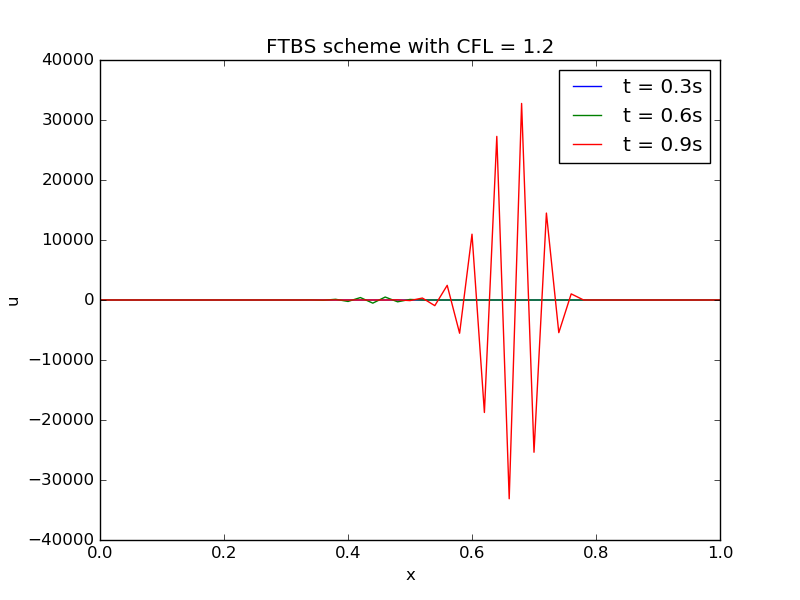 FTBS scheme with CFL = 1.2
t = 0.3s
t = 0.6s
t = 0.9s
40000
30000
20000
10000
0
−10000
−20000
−30000
−40000
u
0.0 0.2 0.4 0.6 0.8 1.0
x